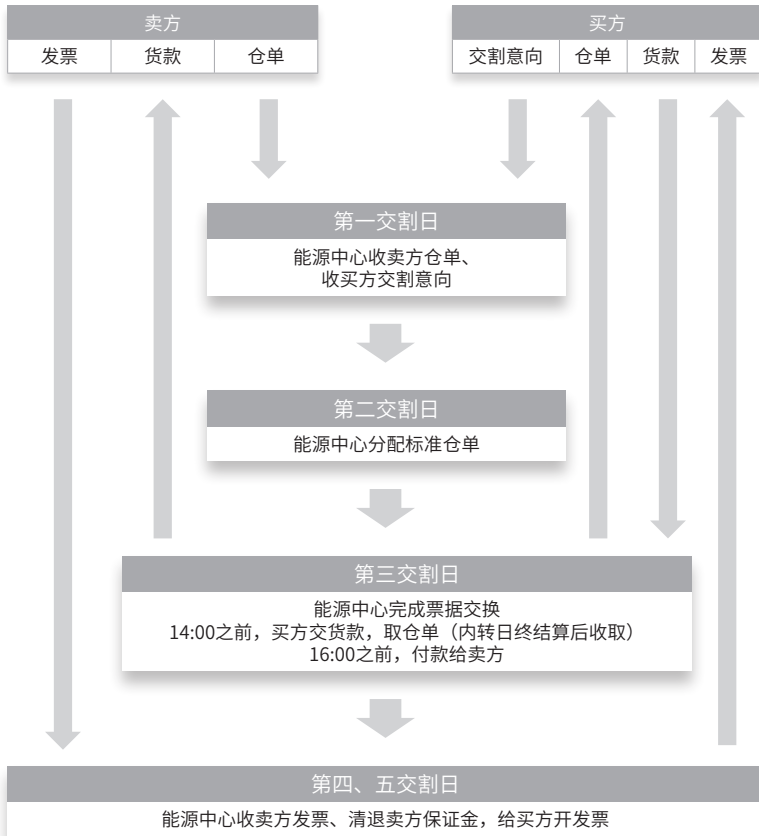 卖方
发票 货款 仓单
买方
交割意向 仓单 货款 发票
第一交割日
能源中心收卖方仓单、
收买方交割意向
第二交割日
能源中心分配标准仓单
第三交割日
能源中心完成票据交换
14:00之前，买方交货款，取仓单（内转日终结算后收取）
16:00之前，付款给卖方
第四、五交割日
能源中心收卖方发票、清退卖方保证金，给买方开发票